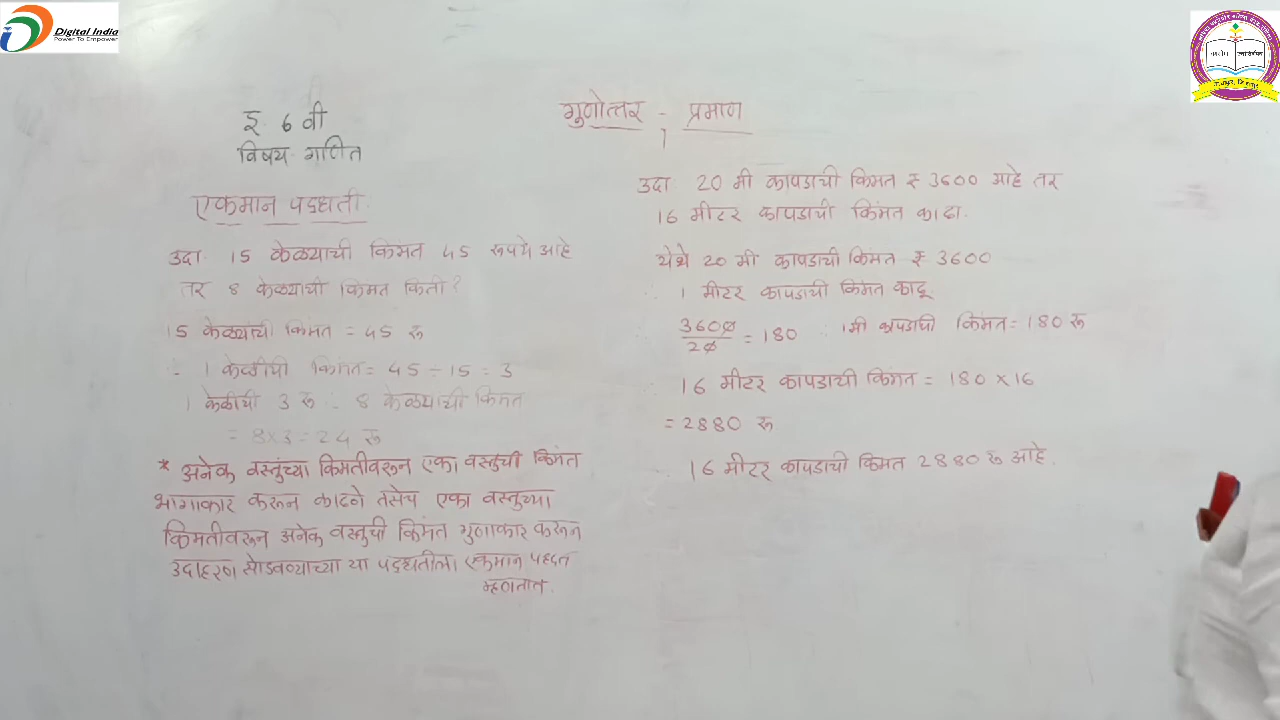 Digital India
Power To Empower
इ. 6 वी
विषय गणित
गुणोत्तर - प्रमाण
एकमान पद्धती
उदा. 15 केळ्याची किंमत 45 रूपये आहे
तर 8 केळ्याची किंमत किती?
15 केळ्याची किंमत = 45 रू
∴ 1 केळीची किंमत = 45 ÷ 15 = 3
1 केळीची 3 रू ∴ 8 केळ्याची किंमत
= 8×3 = 24 रू
* अनेक वस्तुंच्या किंमतीवरून एका वस्तुची किंमत
भागाकार करून काढणे तसेच एका वस्तुच्या
किंमतीवरून अनेक वस्तुची किंमत गुणाकार करून
उदाहरण सोडवण्याच्या या पद्धतीला एकमान पद्दत
म्हणतात.
उदा. 20 मी कापडाची किंमत ₹ 3600 आहे तर
16 मीटर कापडाची किंमत काढा.
येथे 20 मी कापडाची किंमत ₹ 3600
∴ 1 मीटर कापडाची किंमत काढू.
3600/20 = 180 ∴ 1मी कापडाची किंमत = 180 रू
∴ 16 मीटर कापडाची किंमत = 180 × 16
= 2880 रू
∴ 16 मीटर कापडाची किंमत 2880 रू आहे.